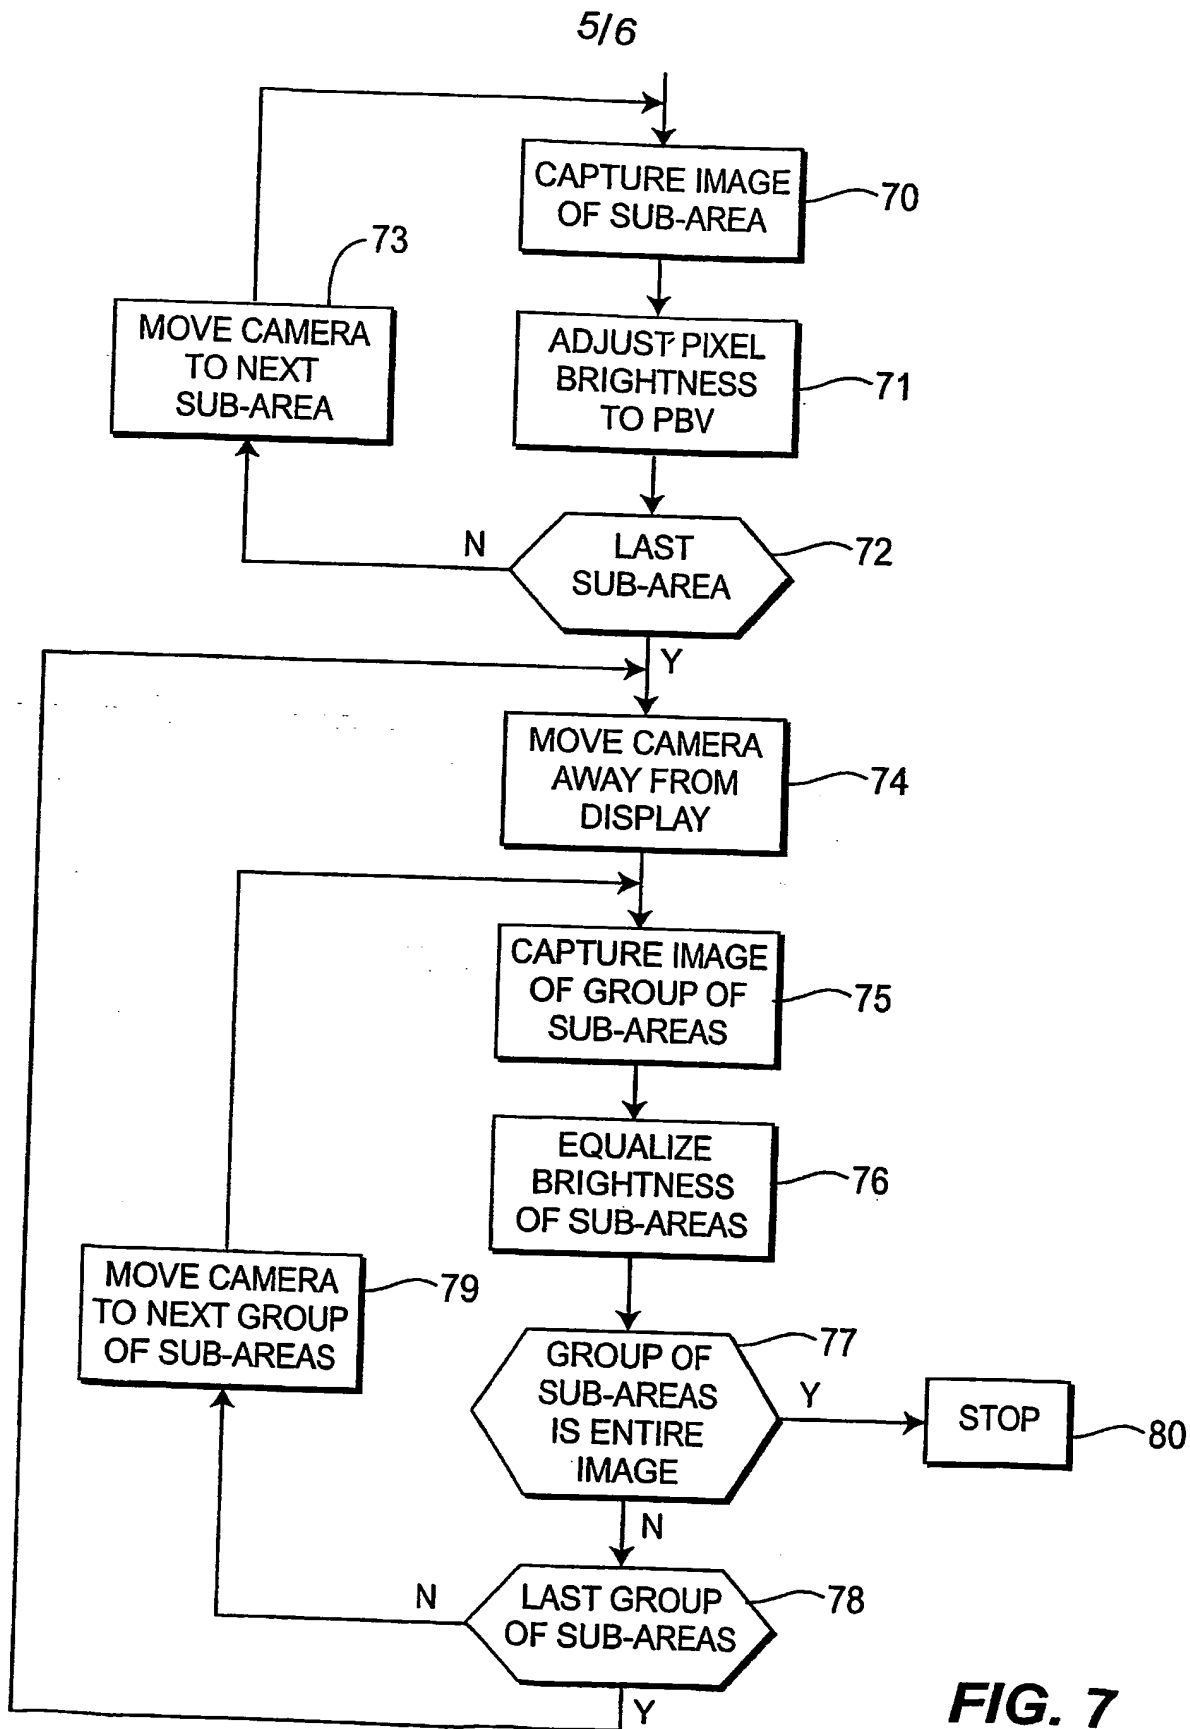 5/6
CAPTURE IMAGE
OF SUB-AREA
70
73
MOVE CAMERA
TO NEXT
SUB-AREA
ADJUST PIXEL
BRIGHTNESS
TO PBV
71
N
LAST
SUB-AREA
72
Y
MOVE CAMERA
AWAY FROM
DISPLAY
74
CAPTURE IMAGE
OF GROUP OF
SUB-AREAS
75
EQUALIZE
BRIGHTNESS
OF SUB-AREAS
76
MOVE CAMERA
TO NEXT GROUP
OF SUB-AREAS
79
GROUP OF
SUB-AREAS
IS ENTIRE
IMAGE
77
Y
STOP
80
N
N
LAST GROUP
OF SUB-AREAS
78
Y
FIG. 7